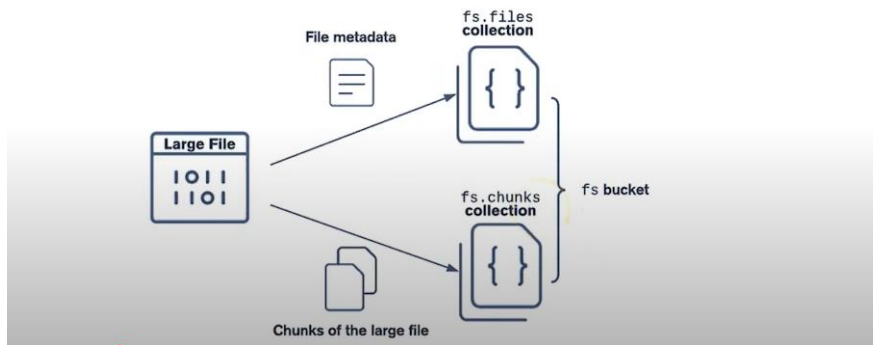 fs.files
collection
File metadata
{ }
Large File
1011
1101
fs.chunks
collection
fs bucket
{ }
Chunks of the large file